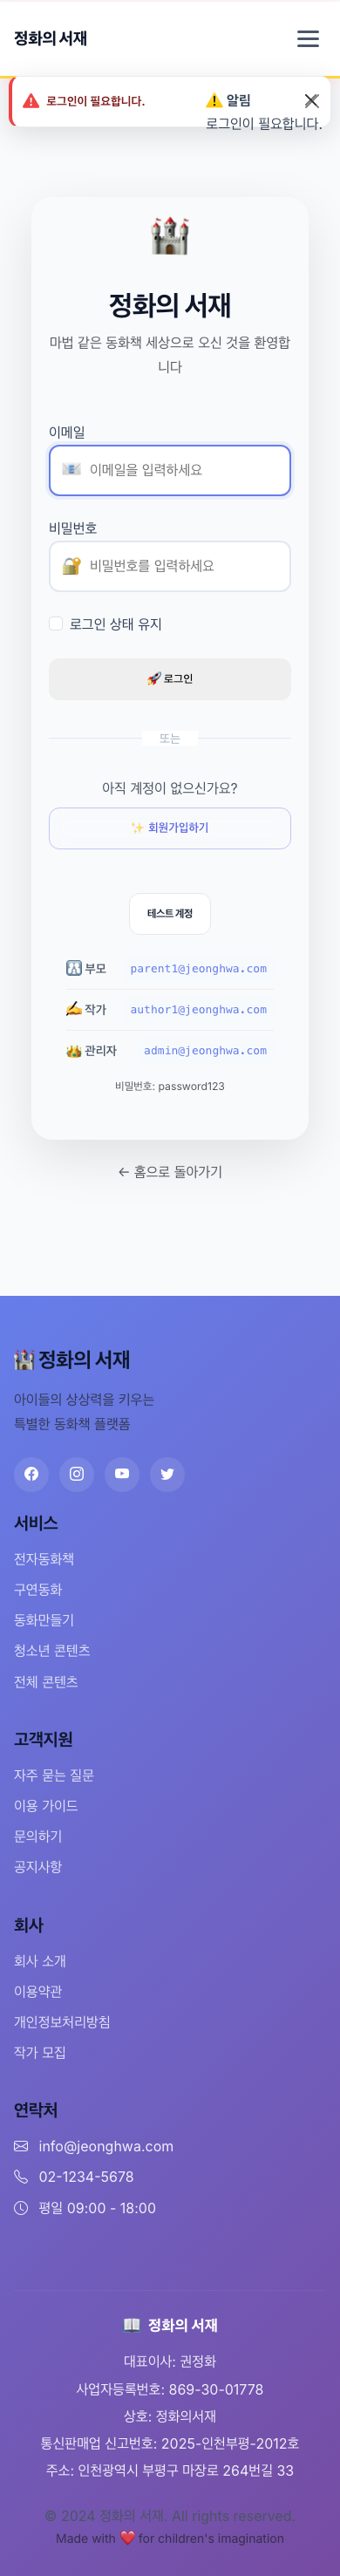 정화의 서재
로그인이 필요합니다.
알림
로그인이 필요합니다.
정화의 서재
마법 같은 동화책 세상으로 오신 것을 환영합
니다
이메일
이메일을 입력하세요
비밀번호
비밀번호를 입력하세요
로그인 상태 유지
로그인
또는
아직 계정이 없으신가요?
회원가입하기
테스트 계정
부모 parent1@jeonghwa.com
작가 author1@jeonghwa.com
관리자 admin@jeonghwa.com
비밀번호: password123
← 홈으로 돌아가기
정화의 서재
아이들의 상상력을 키우는
특별한 동화책 플랫폼
서비스
전자동화책
구연동화
동화만들기
청소년 콘텐츠
전체 콘텐츠
고객지원
자주 묻는 질문
이용 가이드
문의하기
공지사항
회사
회사 소개
이용약관
개인정보처리방침
작가 모집
연락처
info@jeonghwa.com
02-1234-5678
평일 09:00 - 18:00
정화의 서재
대표이사: 권정화
사업자등록번호: 869-30-01778
상호: 정화의서재
통신판매업 신고번호: 2025-인천부평-2012호
주소: 인천광역시 부평구 마장로 264번길 33
© 2024 정화의 서재. All rights reserved.
Made with ❤️ for children's imagination